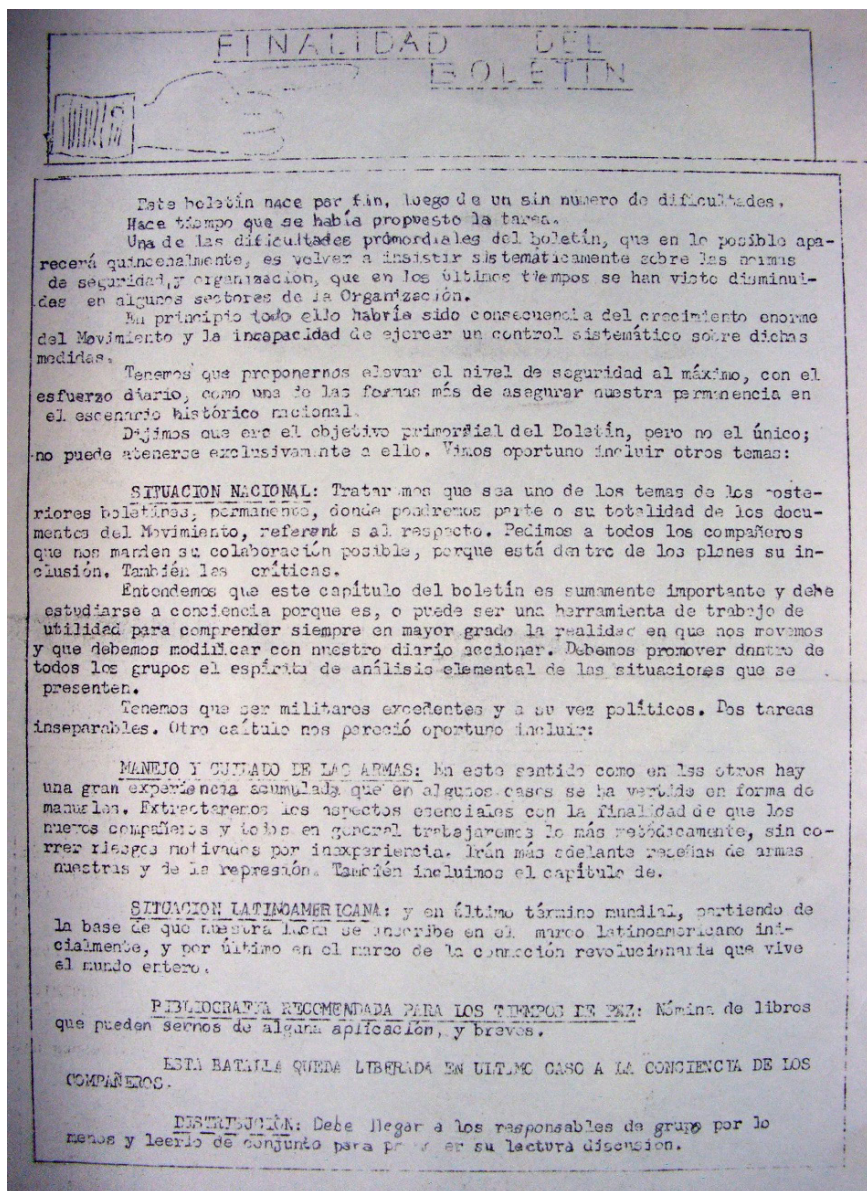 FINALIDAD DEL
BOLETIN
Este boletín nace por fin, luego de un sin numero de dificultades.
Hace tiempo que se había propuesto la tarea.
Una de las dificultades prómordiales del boletín, que en lo posible apa-
recerá quincenalmente, es volver a insistir sistemáticamente sobre las normas
de seguridad,y organización, que en los últimos tiempos se han visto disminui-
das en algunos sectores de la Organización.
En principio todo ello habría sido consecuencia del crecimiento enorme
del Movimiento y la incapacidad de ejercer un control sistemático sobre dichas
medidas.
Tenemos que proponernos elevar el nivel de seguridad al máximo, con el
esfuerzo diario, como una de las formas más de asegurar nuestra permanencia en
el escenario histórico nacional.
Dijimos que era el objetivo primordial del Boletín, pero no el único;
no puede atenerse exclusivamente a ello. Vimos oportuno incluir otros temas:
SITUACION NACIONAL: Trataremos que sea uno de los temas de los poste-
riores boletines, permanente, donde pondremos parte o su totalidad de los docu-
mentos del Movimiento, referent s al respecto. Pedimos a todos los compañeros
que nos manden su colaboración posible, porque está dentro de los planes su in-
clusión. También las críticas.
Entendemos que este capítulo del boletín es sumamente importante y debe
estudiarse a conciencia porque es, o puede ser una herramienta de trabajo de
utilidad para comprender siempre en mayor grado la realidad en que nos movemos
y que debemos modificar con nuestro diario accionar. Debemos promover dentro de
todos los grupos el espíritu de análisis elemental de las situaciones que se
presenten.
Tenemos que ser militares excelentes y a su vez políticos. Dos tareas
inseparables. Otro caítulo nos pareció oportuno incluir:
MANEJO Y CUIDADO DE LAS ARMAS: En este sentido como en los otros hay
una gran experiencia acumulada que en algunos casos se ha vertido en forma de
manuales. Extractaremos los aspectos esenciales con la finalidad de que los
nuevos compañeros y todos en general trabajaremos lo más metódicamente, sin co-
rrer riesgos motivados por inexperiencia. Irán más adelante reseñas de armas
nuestras y de la represión. También incluimos el capítulo de.
SITUACION LATINOAMERICANA: y en último término mundial, partiendo de
la base de que nuestra lucha se inscribe en el marco latinoamericano ini-
cialmente, y por último en el marco de la conmoción revolucionaria que vive
el mundo entero.
BIBLIOGRAFIA RECOMENDADA PARA LOS TIEMPOS DE PAZ: Nómina de libros
que pueden sernos de alguna aplicación, y breves.
ESTA BATALLA QUEDA LIBERADA EN ULTIMO CASO A LA CONCIENCIA DE LOS
COMPAÑEROS.
DISTRIBUCIÓN: Debe llegar a los responsables de grupo por lo
menos y leerlo de conjunto para su lectura discusión.